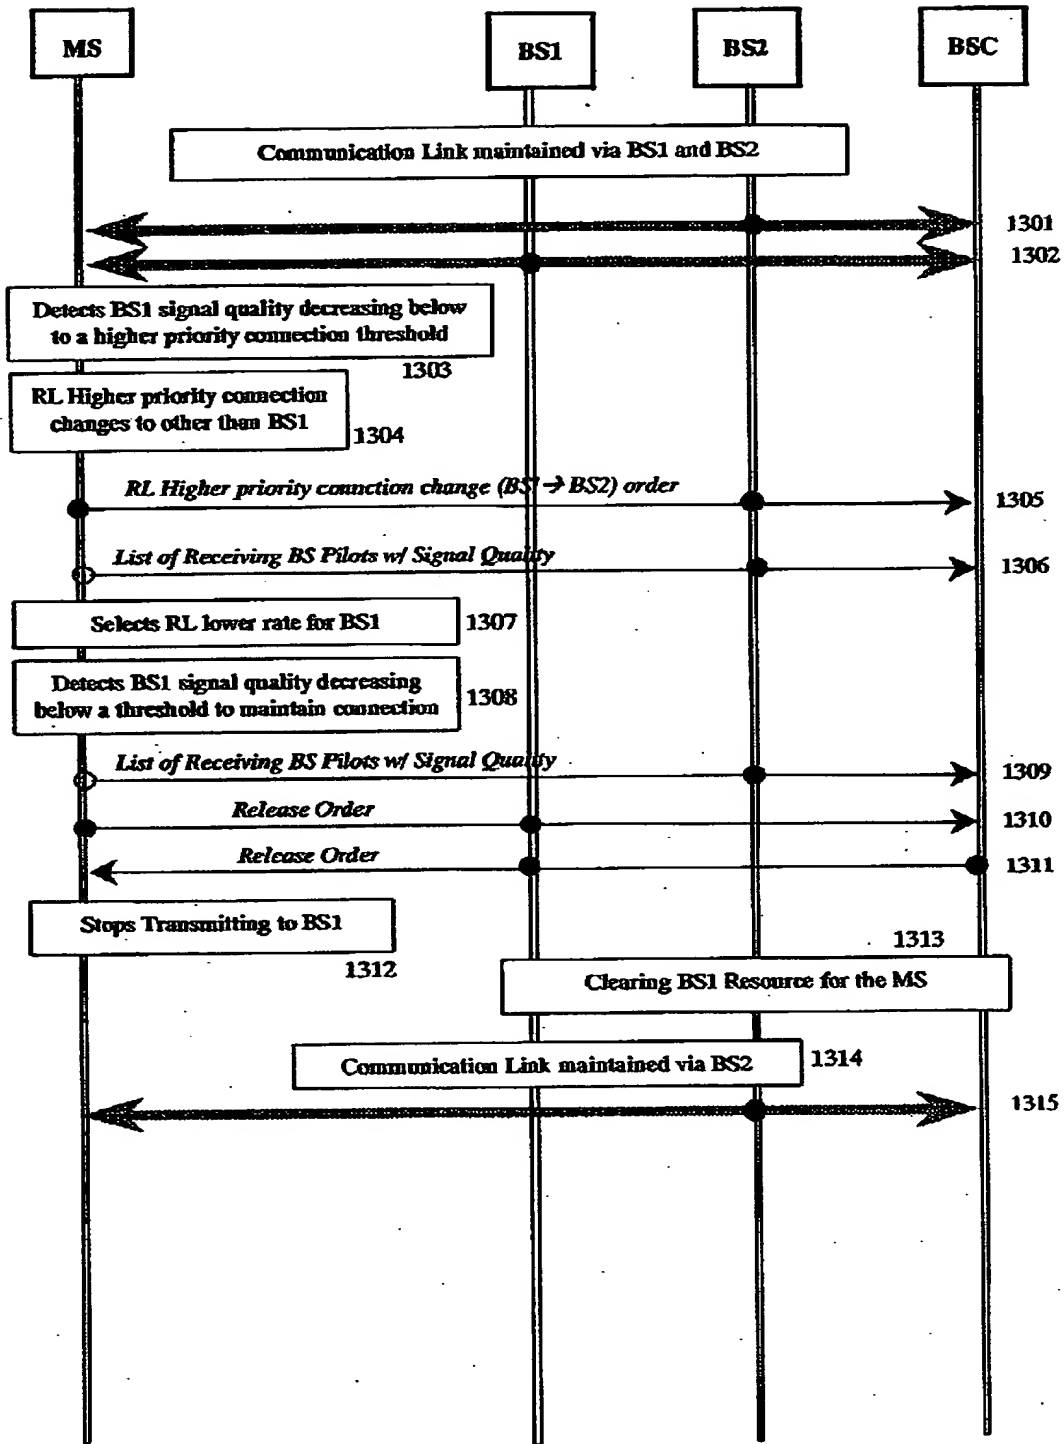 MS
BS1
BS2
BSC
Communication Link maintained via BS1 and BS2
1301
1302
Detects BS1 signal quality decreasing below
to a higher priority connection threshold
1303
RL Higher priority connection
changes to other than BS1
1304
RL Higher priority connction change (BS1 → BS2) order
1305
List of Receiving BS Pilots w/ Signal Quality
1306
Selects RL lower rate for BS1
1307
Detects BS1 signal quality decreasing
below a threshold to maintain connection
1308
List of Receiving BS Pilots w/ Signal Quality
1309
Release Order
1310
Release Order
1311
Stops Transmitting to BS1
1312
1313
Clearing BS1 Resource for the MS
Communication Link maintained via BS2
1314
1315